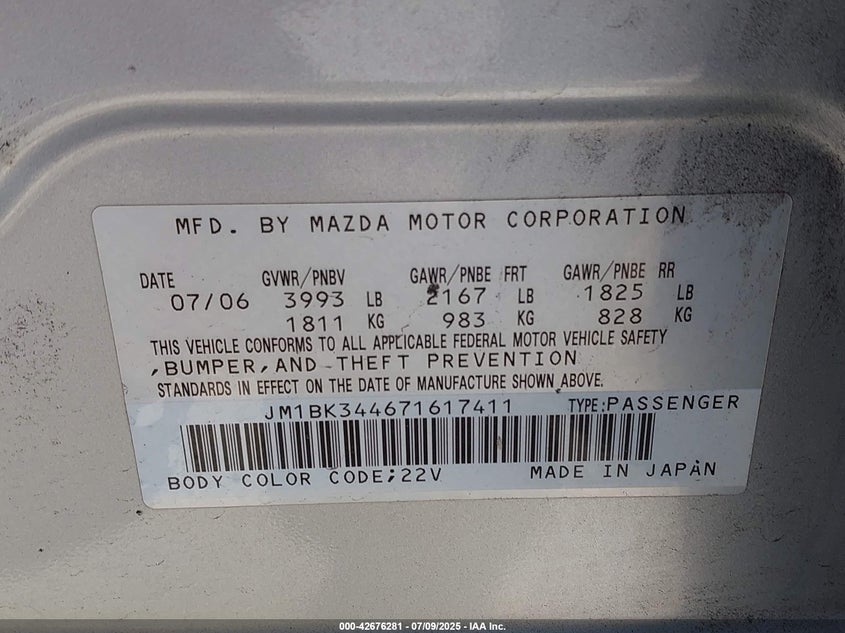 MFD. BY MAZDA MOTOR CORPORATION
DATE GVWR/PNBV GAWR/PNBE FRT GAWR/PNBE RR
07/06 3993 LB 2167 LB 1825 LB
1811 KG 983 KG 828 KG
THIS VEHICLE CONFORMS TO ALL APPLICABLE FEDERAL MOTOR VEHICLE SAFETY
,BUMPER,AND THEFT PREVENTION
STANDARDS IN EFFECT ON THE DATE OF MANUFACTURE SHOWN ABOVE.
JM1BK344671617411 TYPE:PASSENGER
BODY COLOR CODE;22V MADE IN JAPAN
000-42676281 - 07/09/2025 - IAA Inc.